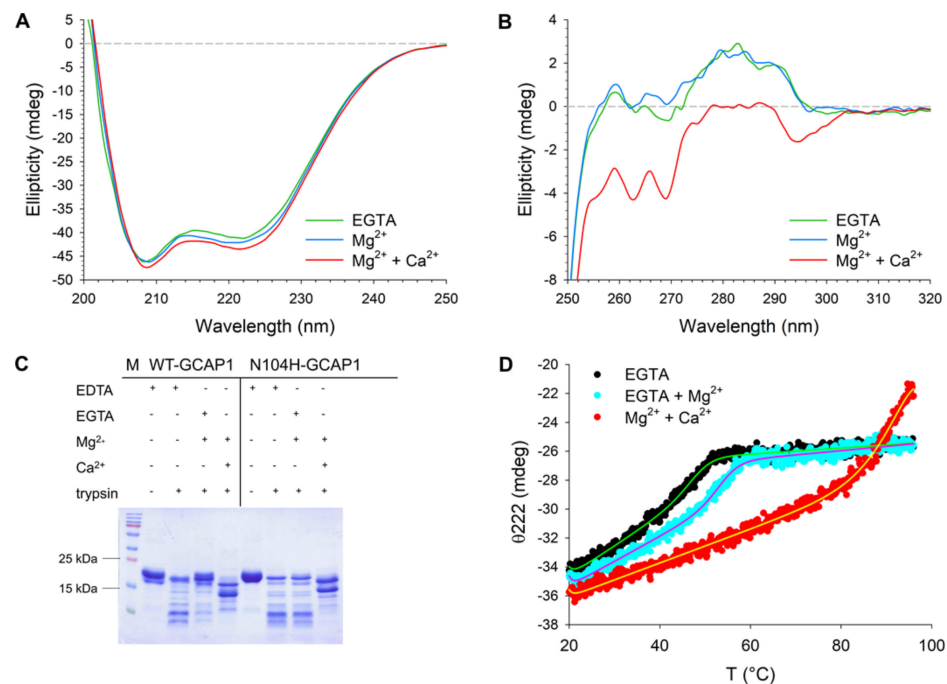 A
5
0
-5
-10
-15
-20
-25
-30
-35
-40
-45
-50
Ellipticity (mdeg)
EGTA
Mg2+
Mg2+ + Ca2+
200 210 220 230 240 250
Wavelength (nm)
B
4
2
0
-2
-4
-6
-8
Ellipticity (mdeg)
EGTA
Mg2+
Mg2+ + Ca2+
250 260 270 280 290 300 310 320
Wavelength (nm)
C
M WT-GCAP1 N104H-GCAP1
EDTA + + - - + + - -
EGTA - - + - - - + -
Mg2- - - + + - - + +
Ca2+ - - - + - - - +
trypsin - + + + - + + +
25 kDa
15 kDa
D
-20
-22
-24
-26
-28
-30
-32
-34
-36
-38
θ222 (mdeg)
EGTA
EGTA + Mg2+
Mg2+ + Ca2+
20 40 60 80 100
T (°C)